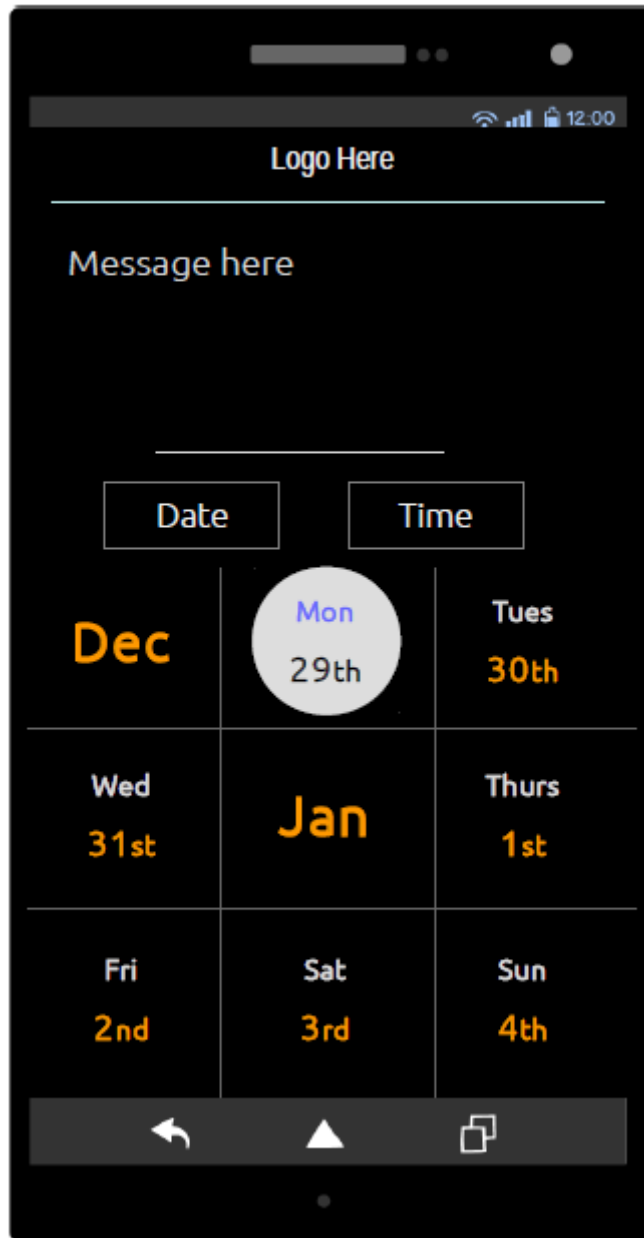 12:00
Logo Here
Message here
Date Time
Dec Mon Tues
29th 30th
Wed Jan Thurs
31st 1st
Fri Sat Sun
2nd 3rd 4th